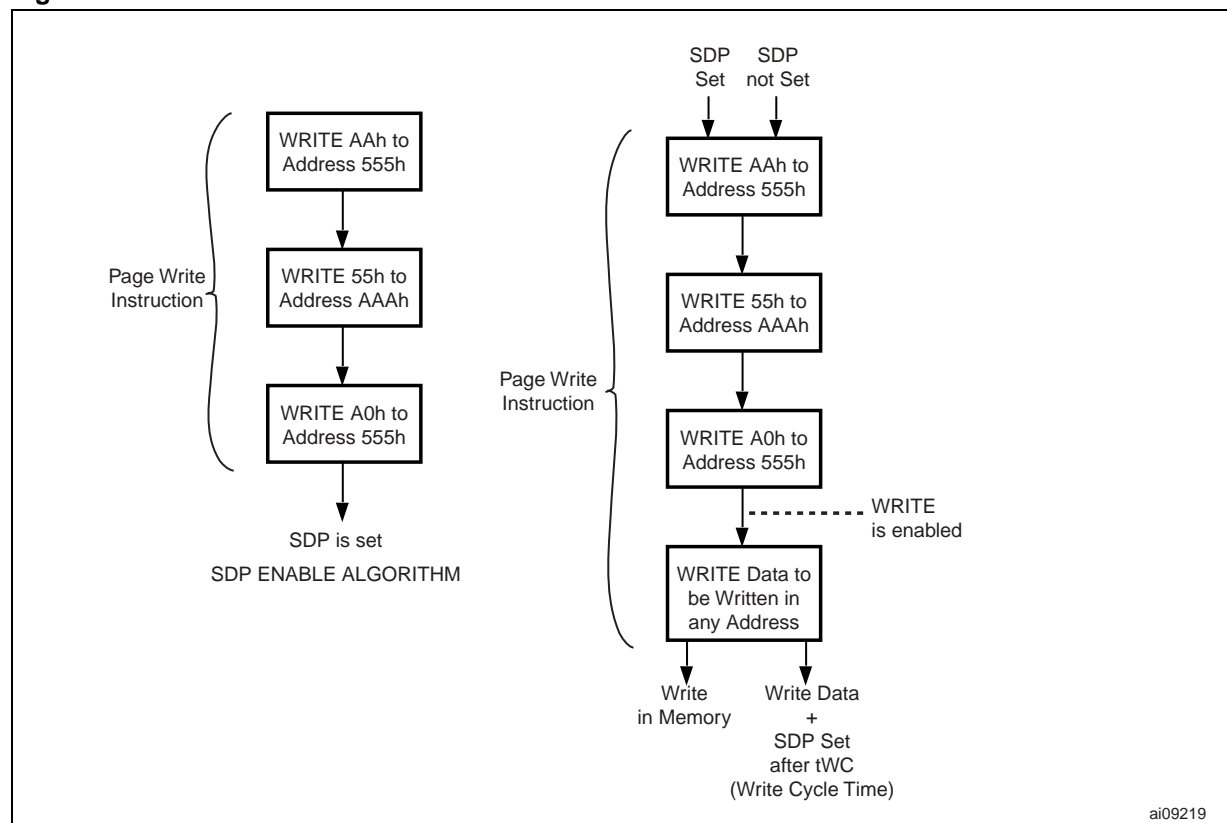 WRITE AAh to
Address 555h
Page Write
Instruction
WRITE 55h to
Address AAAh
WRITE A0h to
Address 555h
SDP is set
SDP ENABLE ALGORITHM
SDP
Set
SDP
not Set
WRITE AAh to
Address 555h
WRITE 55h to
Address AAAh
Page Write
Instruction
WRITE A0h to
Address 555h
WRITE
is enabled
WRITE Data to
be Written in
any Address
Write
in Memory
Write Data
+
SDP Set
after tWC
(Write Cycle Time)
ai09219